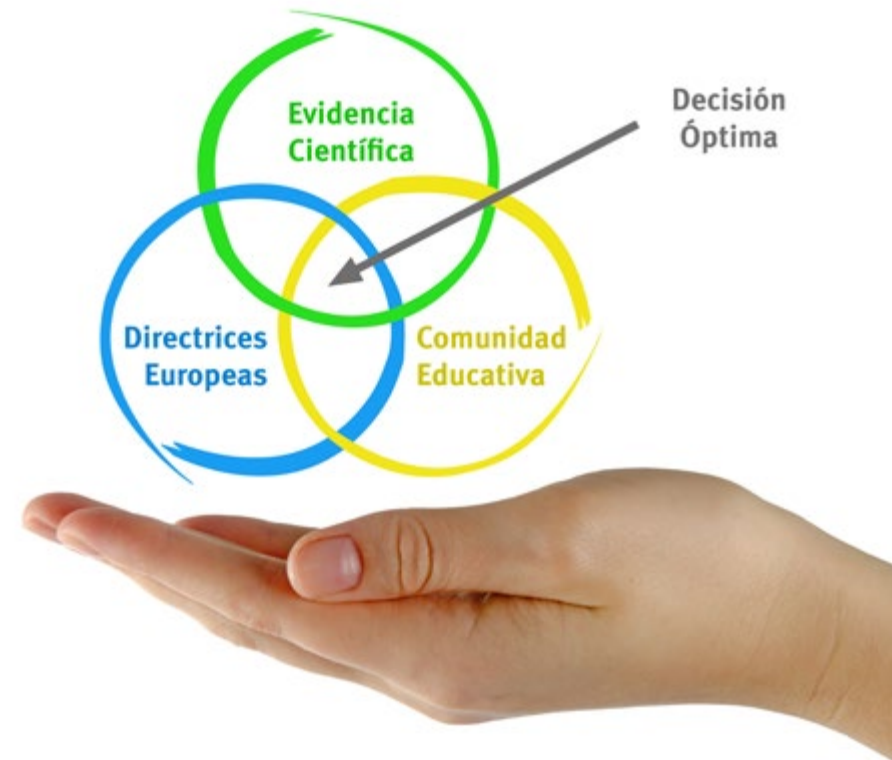 Evidencia
Científica
Decisión
Óptima
Directrices
Europeas
Comunidad
Educativa